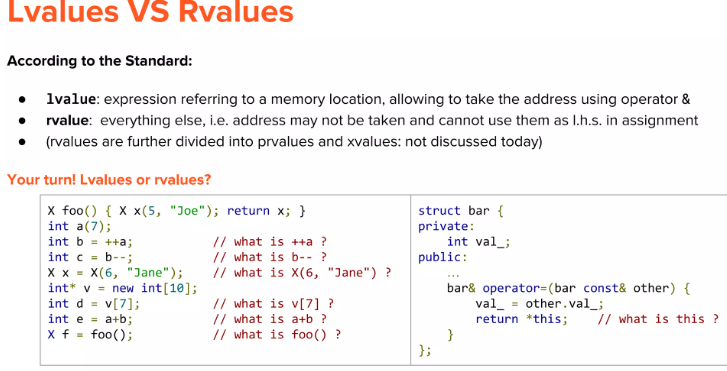 Lvalues VS Rvalues
According to the Standard:
● lvalue: expression referring to a memory location, allowing to take the address using operator &
● rvalue: everything else, i.e. address may not be taken and cannot use them as l.h.s. in assignment
● (rvalues are further divided into prvalues and xvalues: not discussed today)
Your turn! Lvalues or rvalues?
X foo() { X x(5, "Joe"); return x; }
int a(7);
int b = ++a; // what is ++a ?
int c = b--; // what is b-- ?
X x = X(6, "Jane"); // what is X(6, "Jane") ?
int* v = new int[10];
int d = v[7]; // what is v[7] ?
int e = a+b; // what is a+b ?
X f = foo(); // what is foo() ?
struct bar {
private:
int val_;
public:
...
bar& operator=(bar const& other) {
val_ = other.val_;
return *this; // what is this ?
}
};